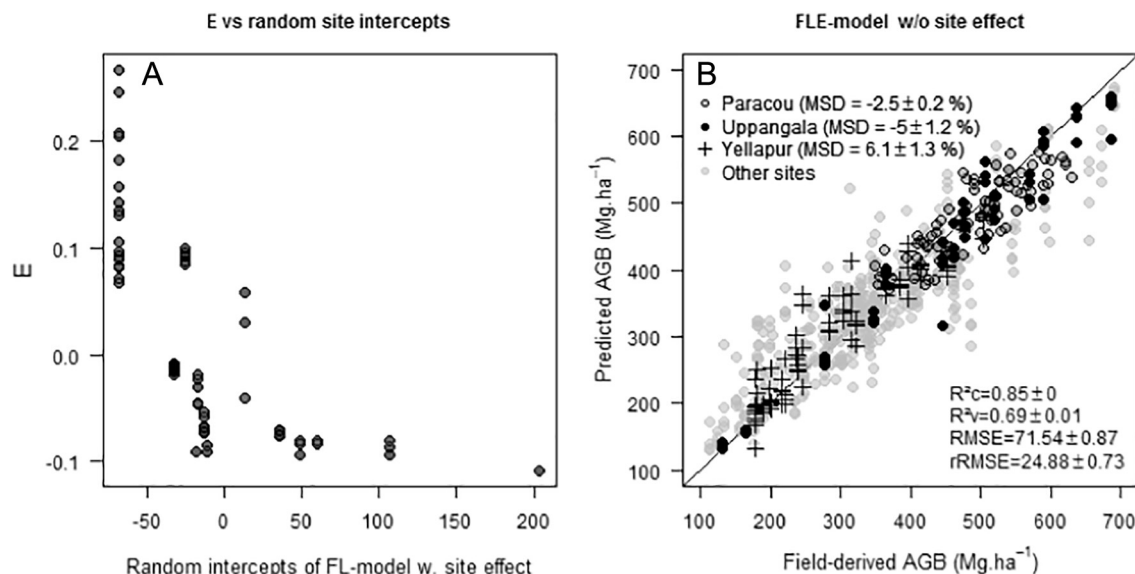 E vs random site intercepts
A
E
0.2
0.1
0.0
-0.1
-50 0 50 100 150 200
Random intercepts of FL-model w. site effect
FLE-model w/o site effect
B
Paracou (MSD = -2.5±0.2 %)
Uppangala (MSD = -5±1.2 %)
Yellapur (MSD = 6.1±1.3 %)
Other sites
Predicted AGB (Mg.ha⁻¹)
700
600
500
400
300
200
100
R²c=0.85±0
R²v=0.69±0.01
RMSE=71.54±0.87
rRMSE=24.88±0.73
100 200 300 400 500 600 700
Field-derived AGB (Mg.ha⁻¹)